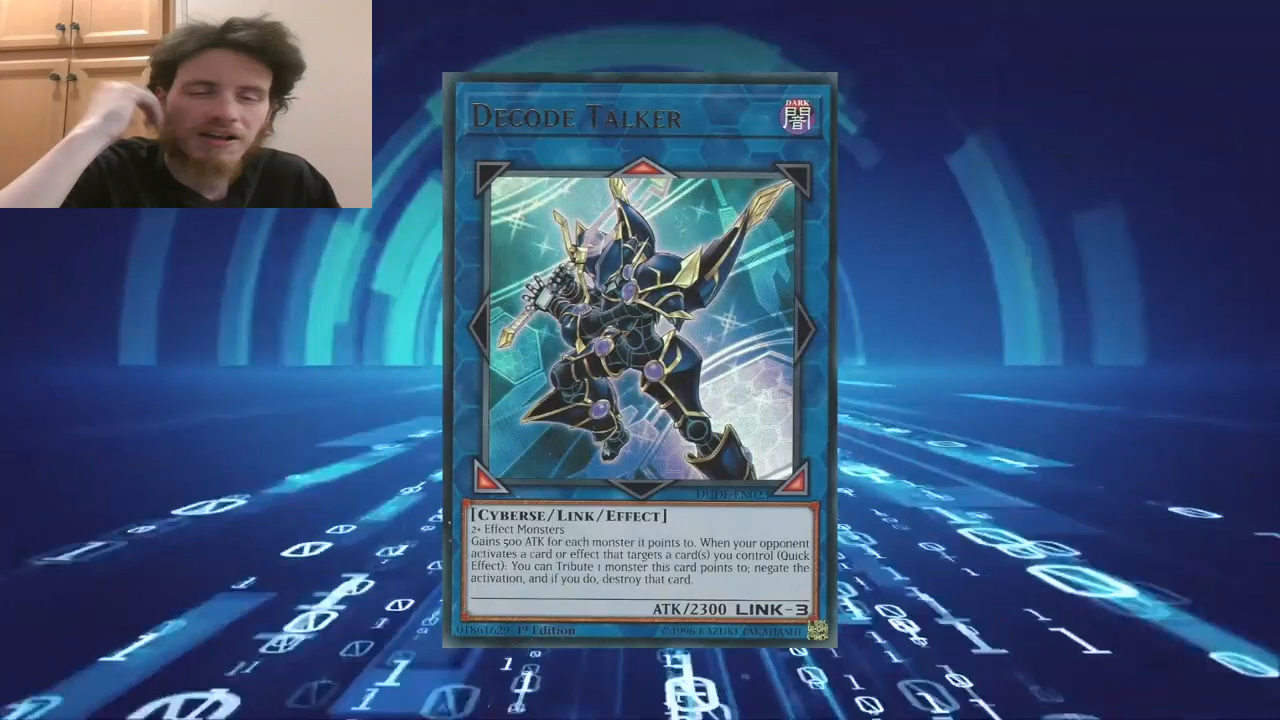 DECODE TALKER
DARK
闇
DUDE-EN023
[CYBERSE/LINK/EFFECT]
2+ Effect Monsters
Gains 500 ATK for each monster it points to. When your opponent
activates a card or effect that targets a card(s) you control (Quick
Effect): You can Tribute 1 monster this card points to; negate the
activation, and if you do, destroy that card.
ATK/2300 LINK-3
01861629 1st Edition
©1996 KAZUKI TAKAHASHI